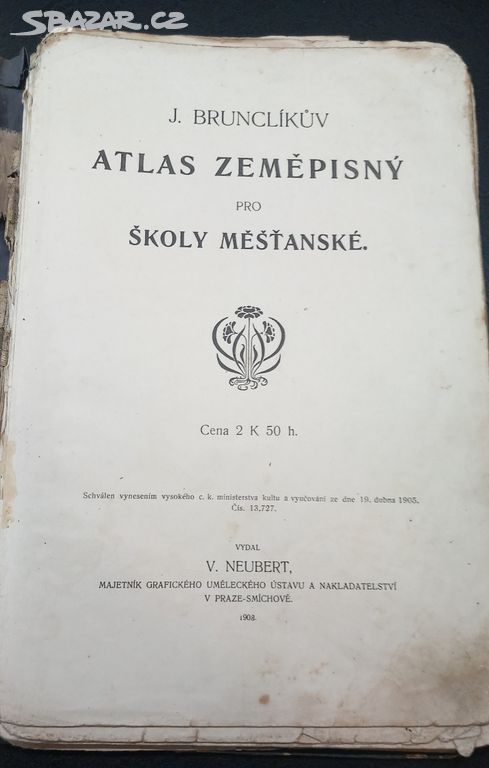 SBAZAR.CZ
J. BRUNCLÍKŮV
ATLAS ZEMĚPISNÝ
PRO
ŠKOLY MĚŠŤANSKÉ.
Cena 2 K 50 h.
Schválen vynesením vysokého c. k. ministerstva kultu a vyučování ze dne 19. dubna 1905.
Čís. 13,727.
VYDAL
V. NEUBERT,
MAJETNÍK GRAFICKÉHO UMĚLECKÉHO ÚSTAVU A NAKLADATELSTVÍ
V PRAZE-SMÍCHOVĚ.
1908.